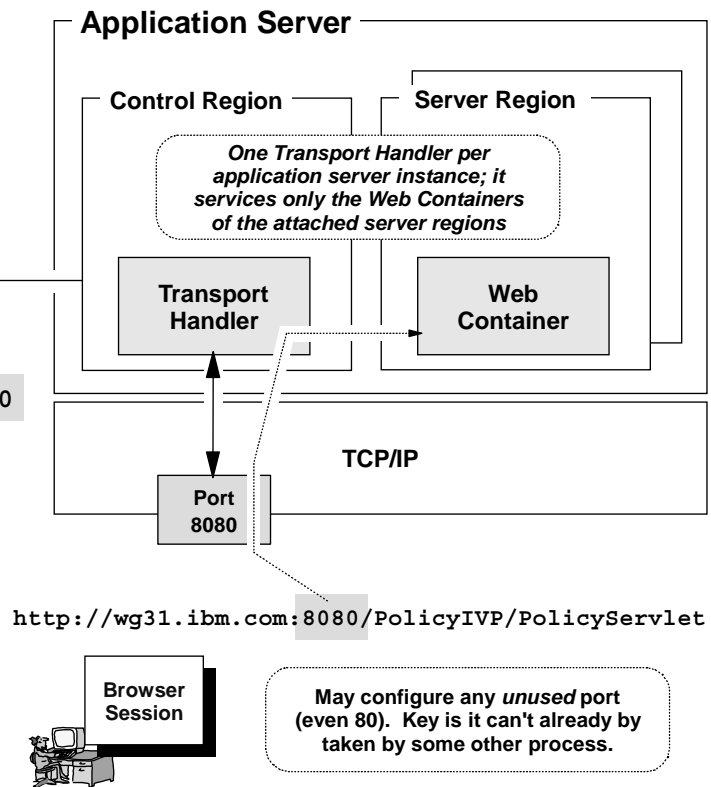 Application Server
Control Region
Server Region
One Transport Handler per
application server instance; it
services only the Web Containers
of the attached server regions
Transport
Handler
Web
Container
0
TCP/IP
Port
8080
http://wg31.ibm.com:8080/PolicyIVP/PolicyServlet
Browser
Session
May configure any unused port
(even 80). Key is it can't already by
taken by some other process.